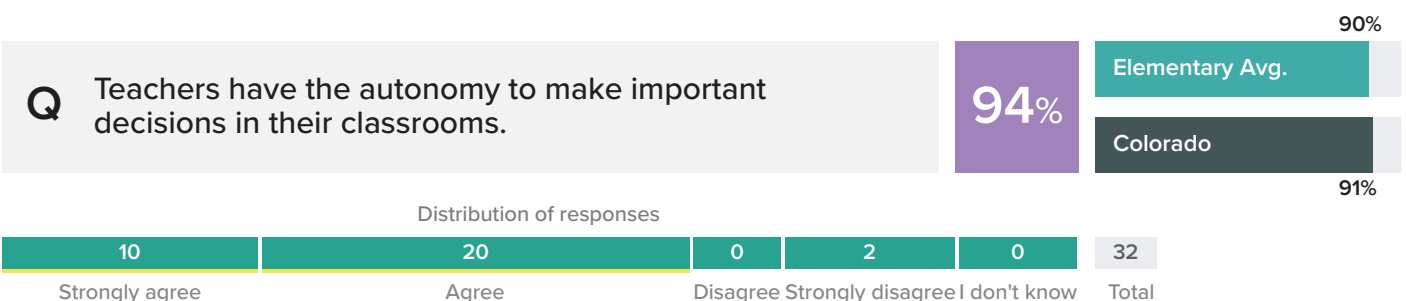 90%
Q
Teachers have the autonomy to make important
decisions in their classrooms.
94%
Elementary Avg.
Colorado
91%
Distribution of responses
10 20 0 2 0 32
Strongly agree Agree Disagree Strongly disagree I don't know Total